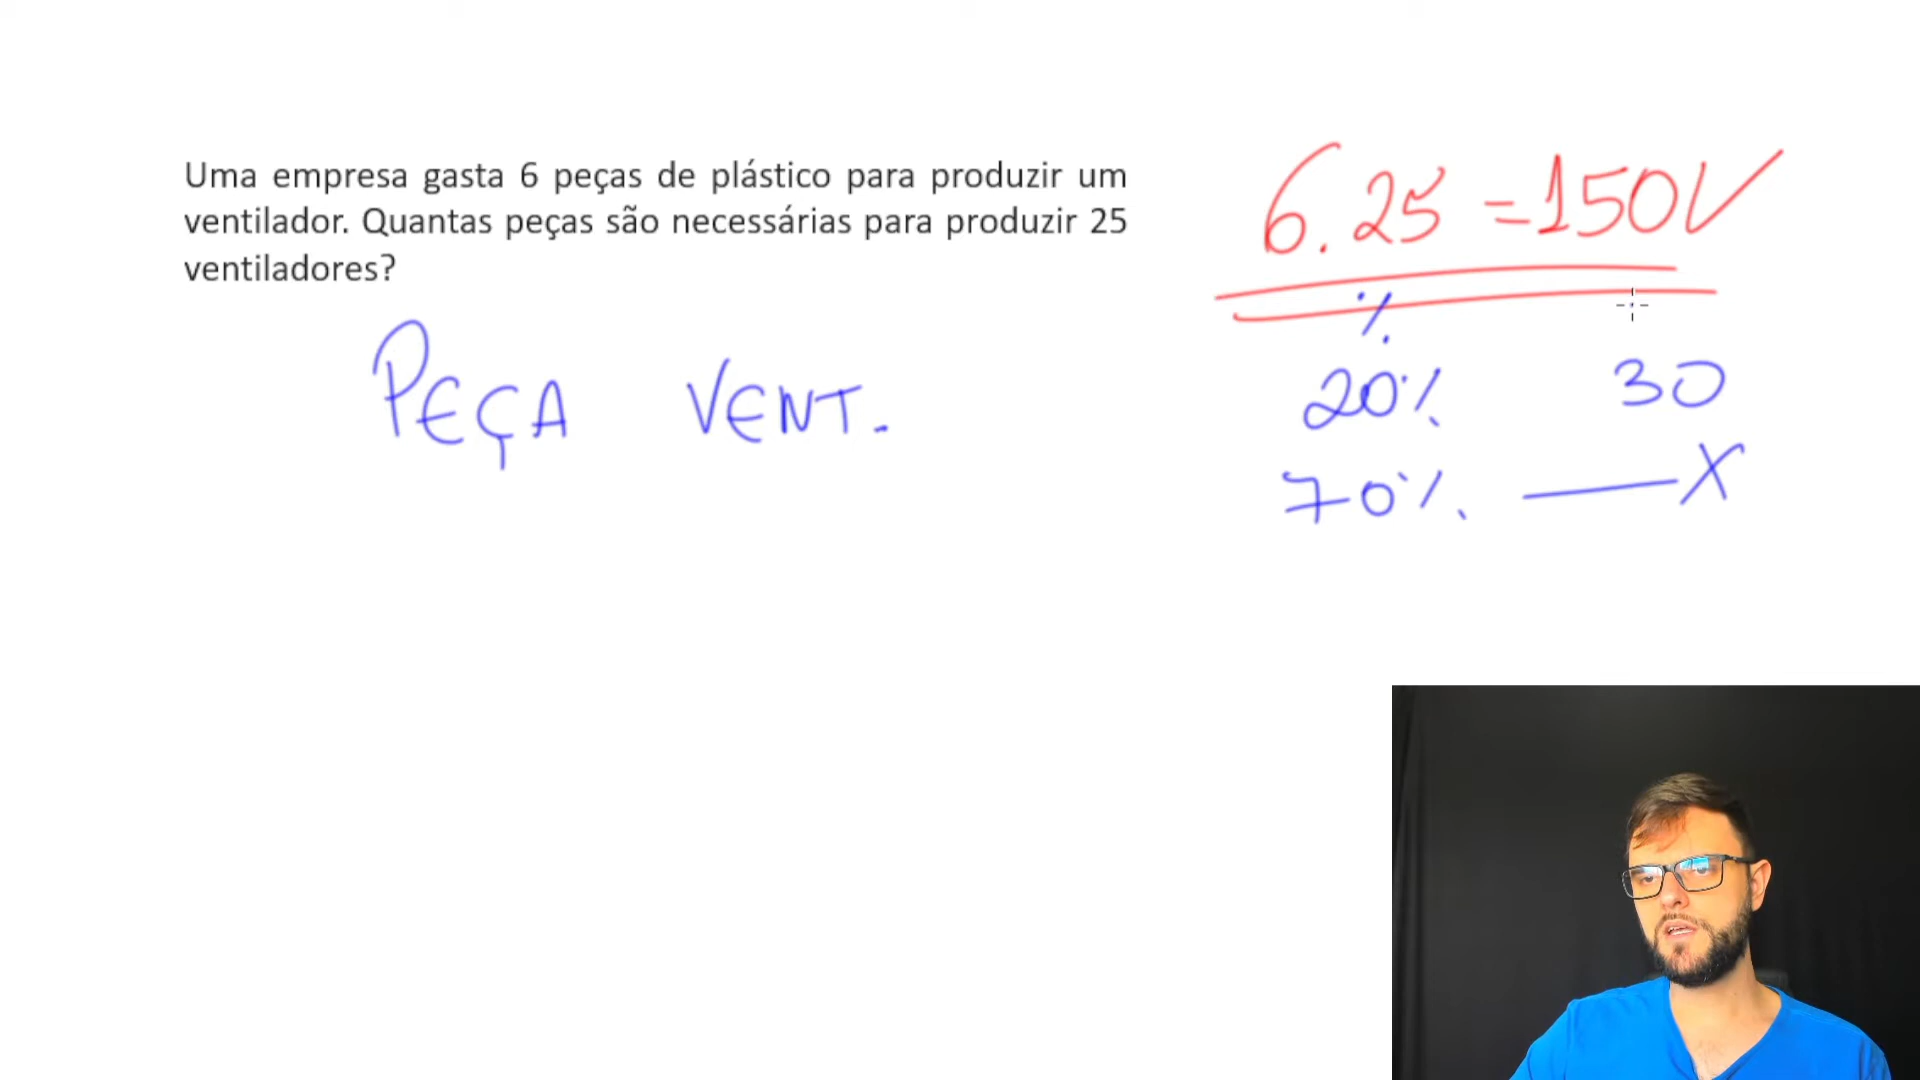 Uma empresa gasta 6 peças de plástico para produzir um
ventilador. Quantas peças são necessárias para produzir 25
ventiladores?
PEÇA VENT.
6.25 = 150 √
%
20% 30
70% — X